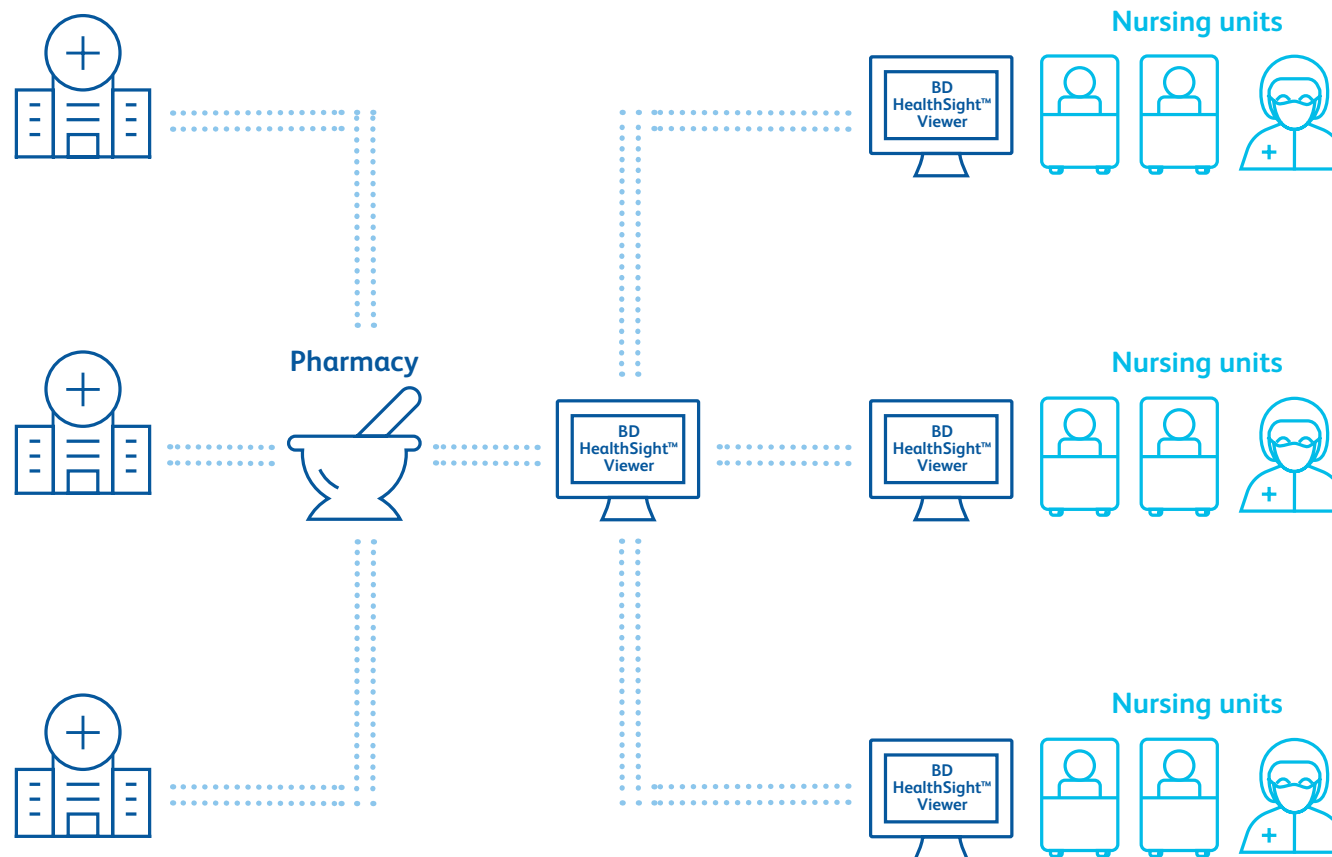 Nursing units
BD
HealthSight™
Viewer
Pharmacy
BD
HealthSight™
Viewer
Nursing units
BD
HealthSight™
Viewer
Nursing units
BD
HealthSight™
Viewer